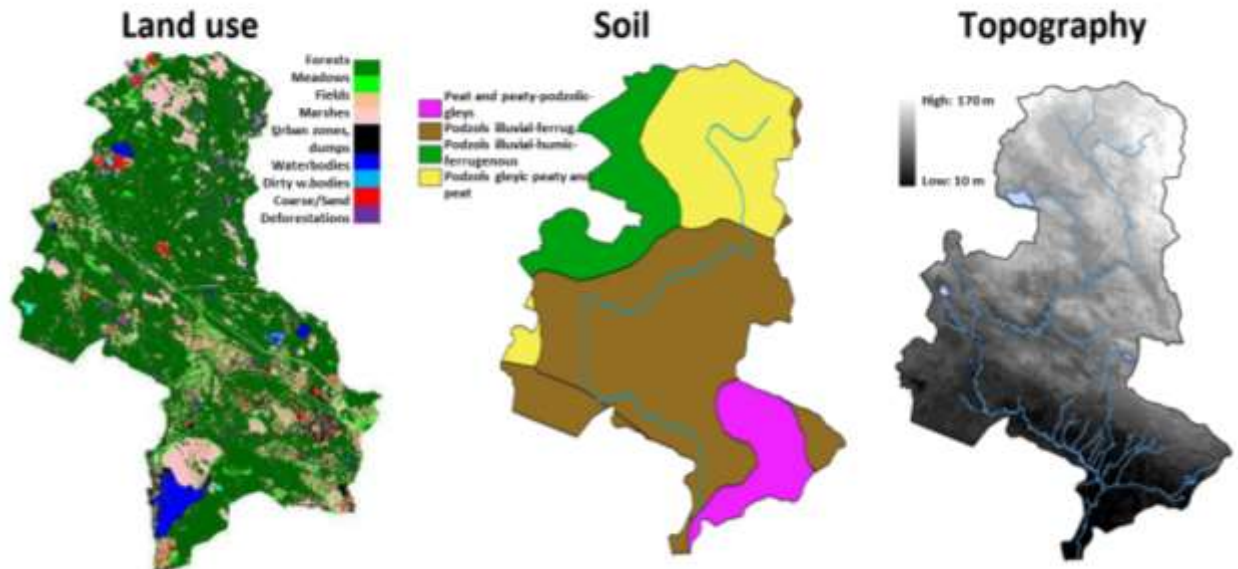 Land use
Soil
Topography
Forests
Meadows
Fields
Marshes
Urban zones,
dumps
Waterbodies
Dirty w.bodies
Coarse/Sand
Deforestations
Peat and peaty-podzolic-
gleys
Podzols illuvial-ferrug.
Podzols illuvial-humic-
ferrugenous
Podzols gleyic peaty and
peat
High: 170 m
Low: 10 m